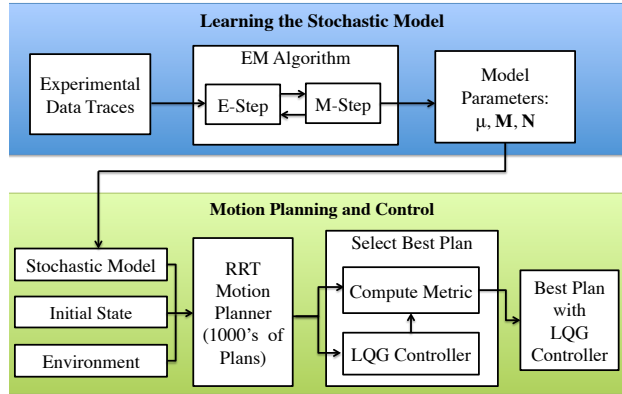 Learning the Stochastic Model
Experimental
Data Traces
EM Algorithm
E-Step
M-Step
Model
Parameters:
μ, M, N
Motion Planning and Control
Stochastic Model
Initial State
Environment
RRT
Motion
Planner
(1000's of
Plans)
Select Best Plan
Compute Metric
LQG Controller
Best Plan
with
LQG
Controller